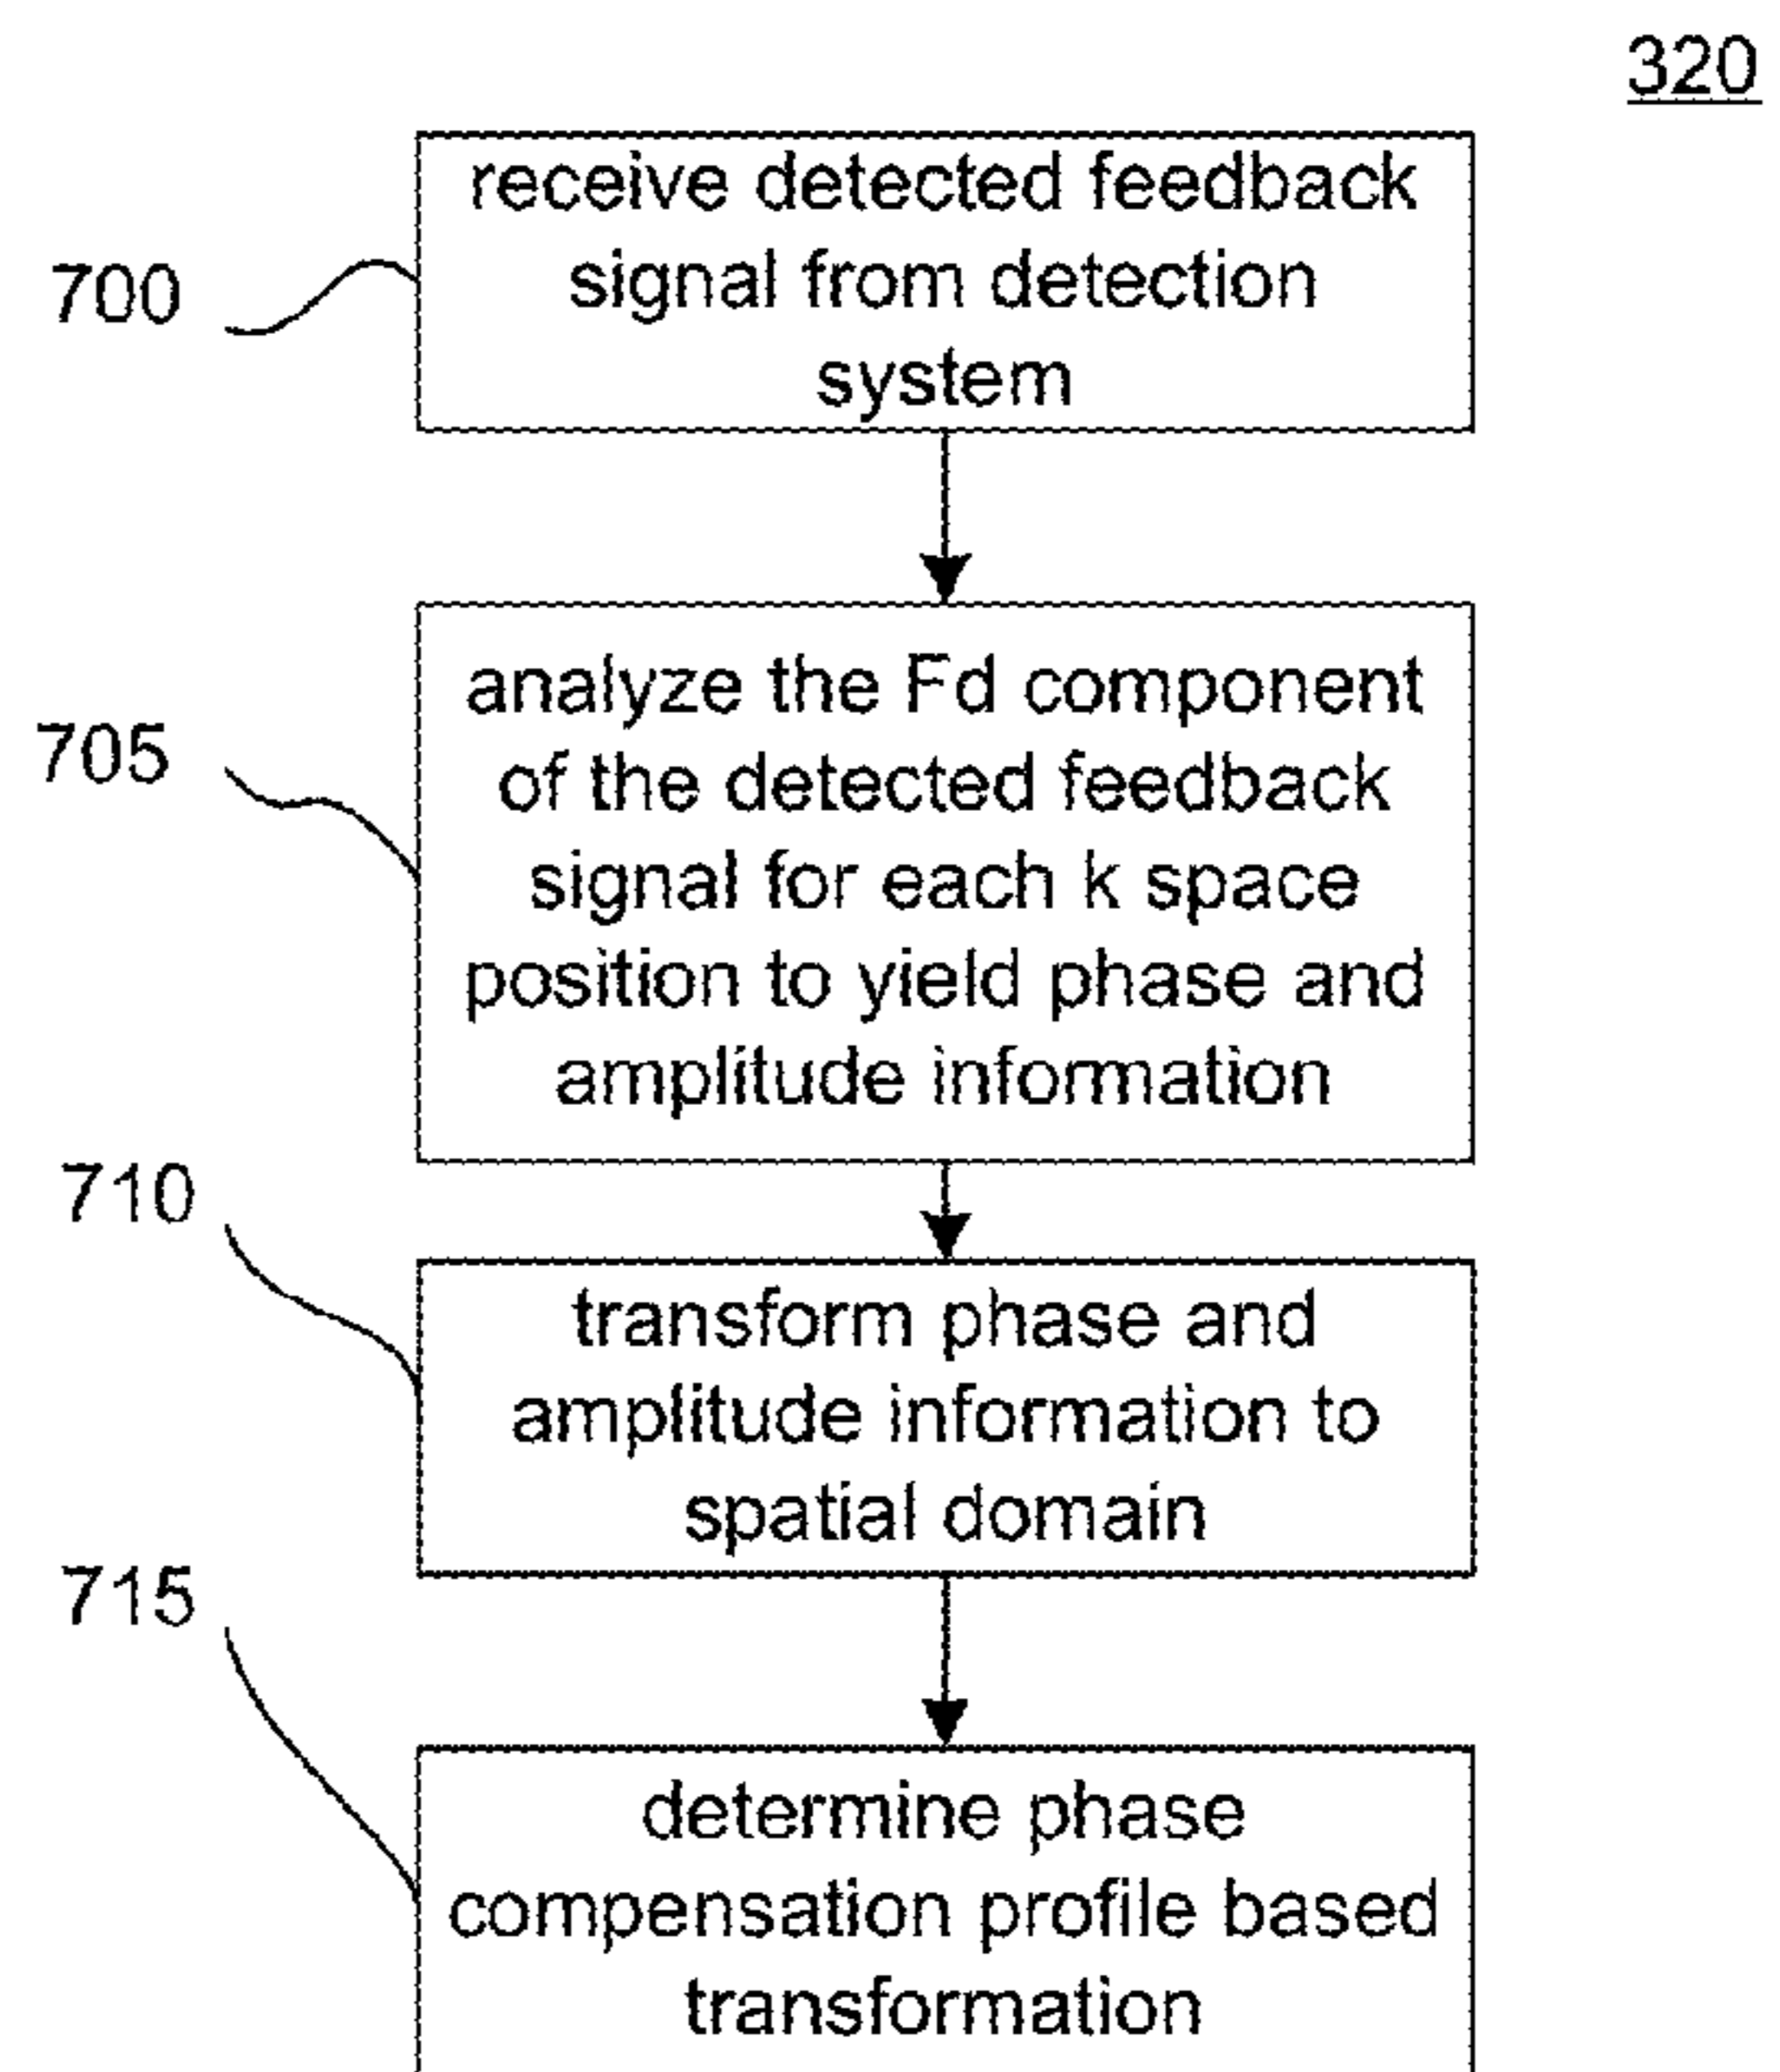 320
receive detected feedback
signal from detection
system
700
analyze the Fd component
of the detected feedback
signal for each k space
position to yield phase and
amplitude information
705
transform phase and
amplitude information to
spatial domain
710
determine phase
compensation profile based
transformation
715